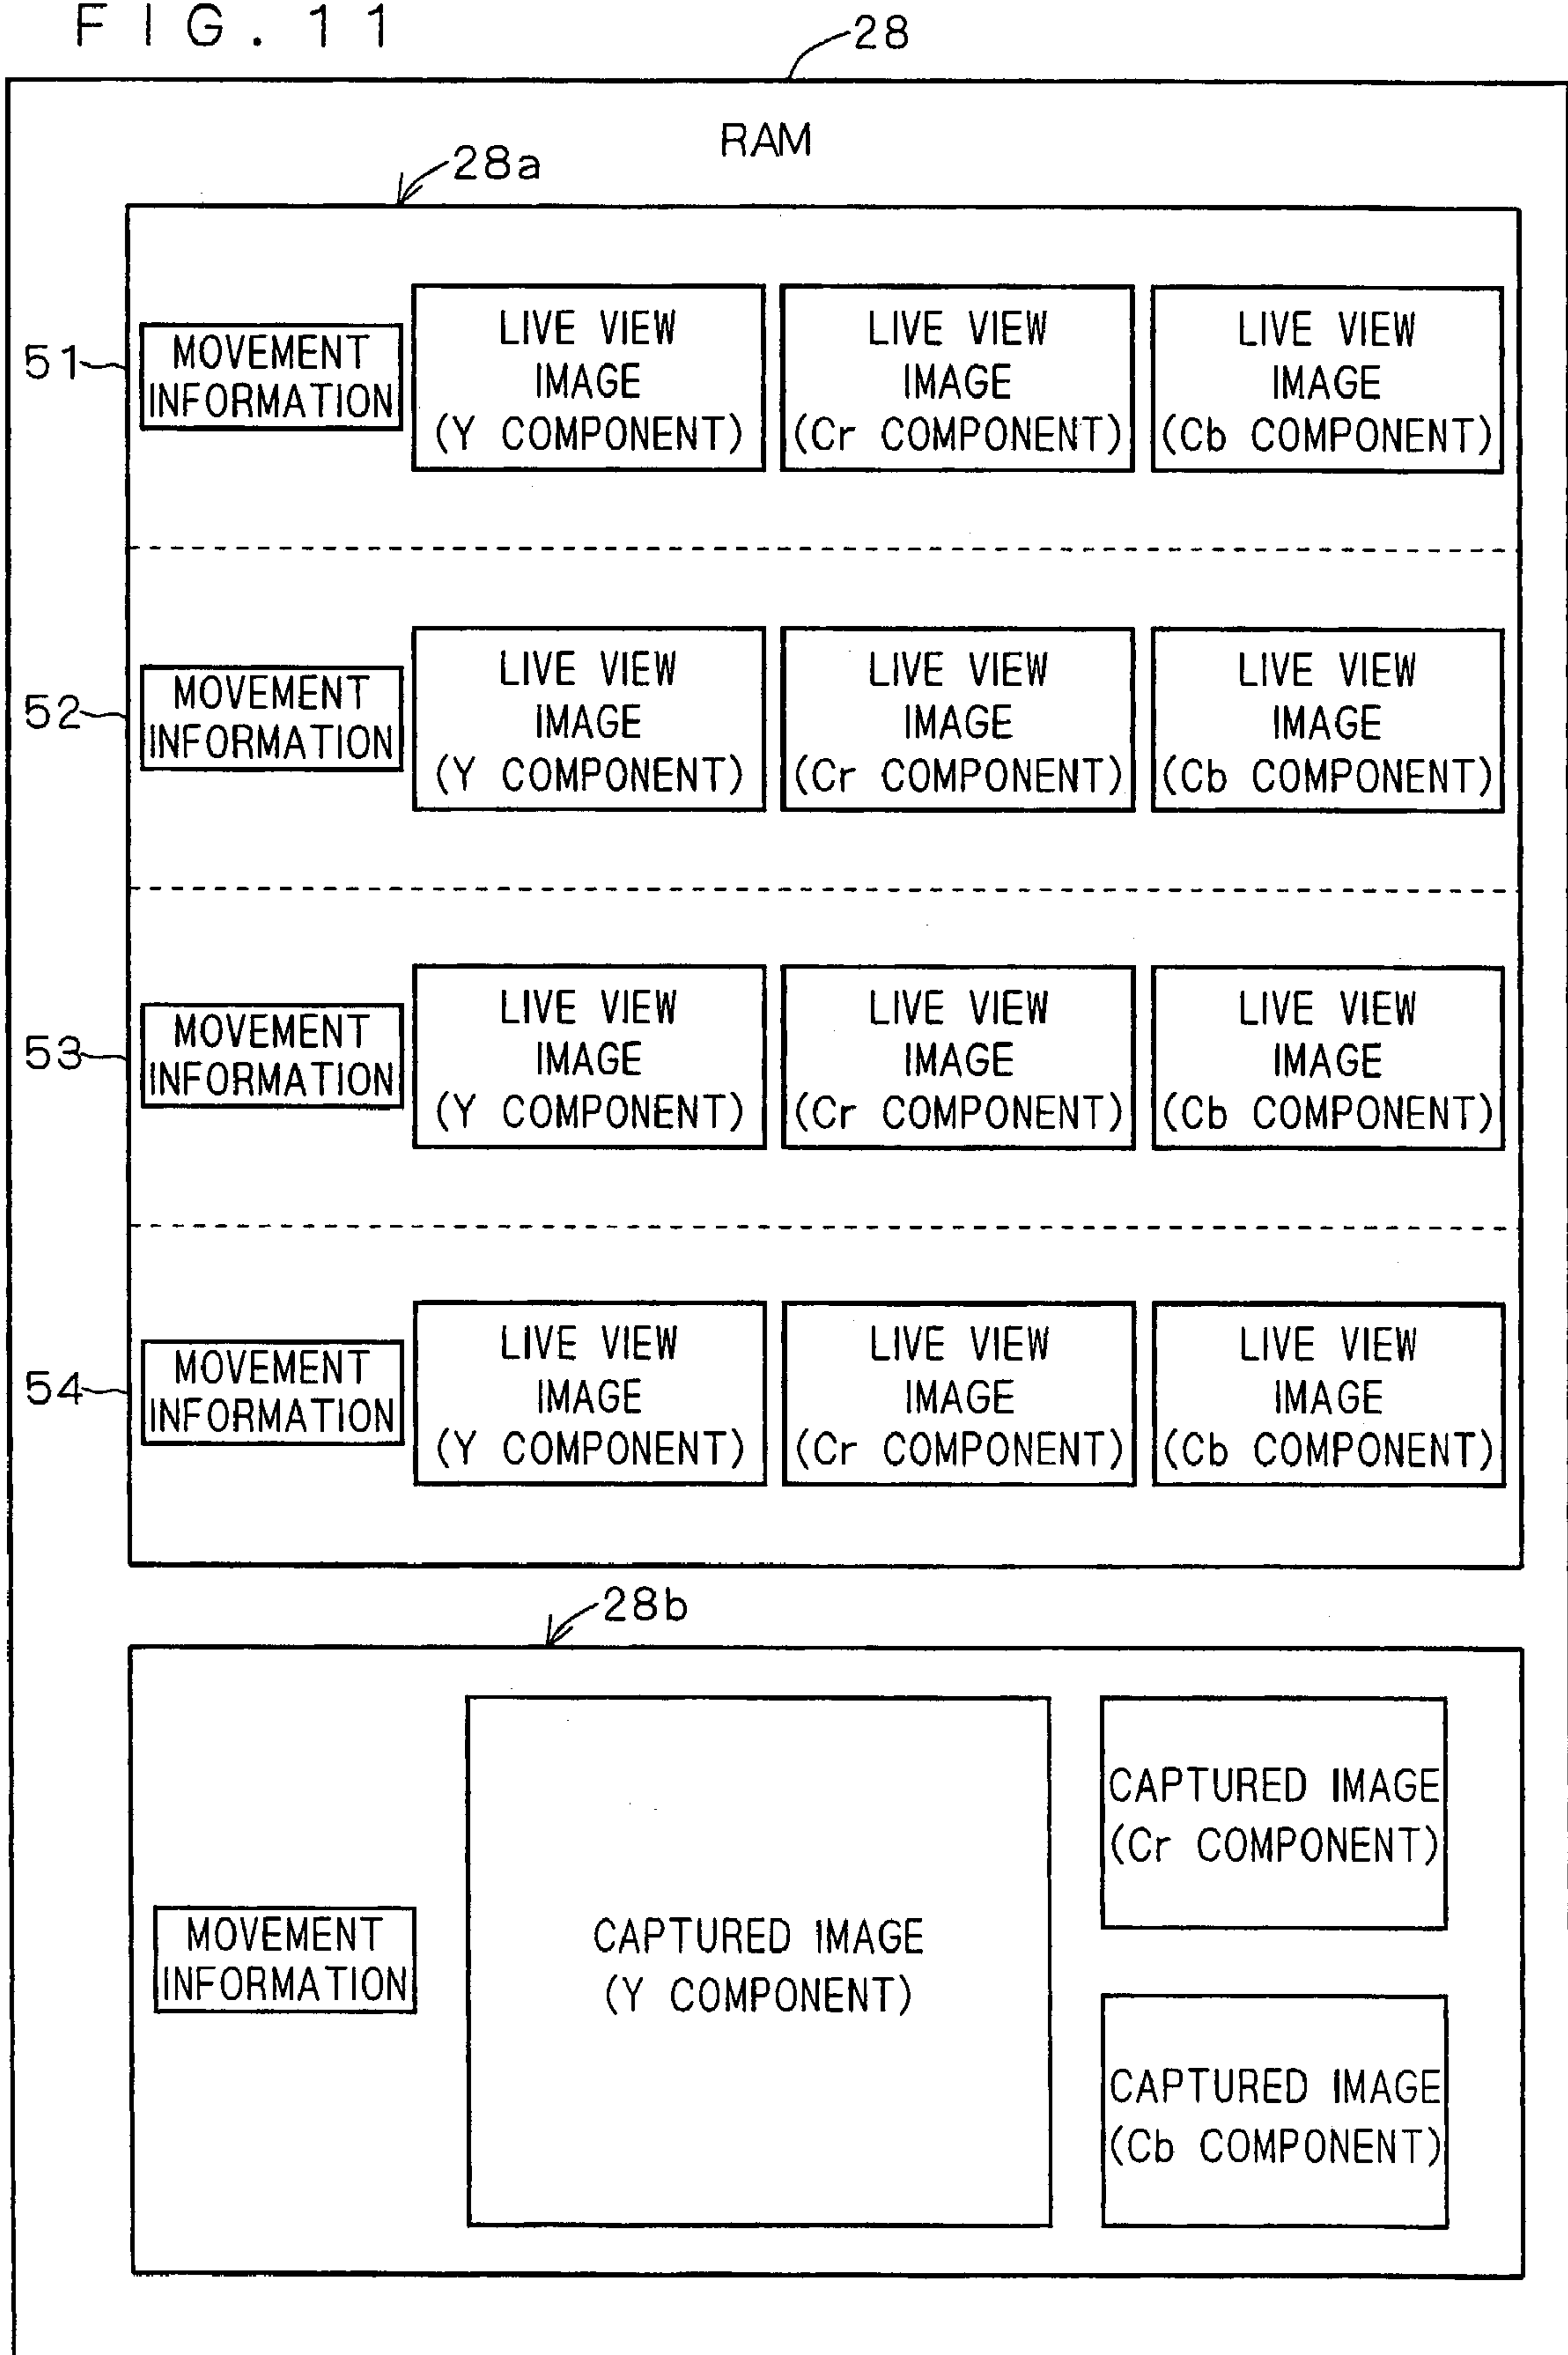 FIG. 11
28
RAM
28a
51
MOVEMENT
INFORMATION
LIVE VIEW
IMAGE
(Y COMPONENT)
LIVE VIEW
IMAGE
(Cr COMPONENT)
LIVE VIEW
IMAGE
(Cb COMPONENT)
52
MOVEMENT
INFORMATION
LIVE VIEW
IMAGE
(Y COMPONENT)
LIVE VIEW
IMAGE
(Cr COMPONENT)
LIVE VIEW
IMAGE
(Cb COMPONENT)
53
MOVEMENT
INFORMATION
LIVE VIEW
IMAGE
(Y COMPONENT)
LIVE VIEW
IMAGE
(Cr COMPONENT)
LIVE VIEW
IMAGE
(Cb COMPONENT)
54
MOVEMENT
INFORMATION
LIVE VIEW
IMAGE
(Y COMPONENT)
LIVE VIEW
IMAGE
(Cr COMPONENT)
LIVE VIEW
IMAGE
(Cb COMPONENT)
28b
MOVEMENT
INFORMATION
CAPTURED IMAGE
(Y COMPONENT)
CAPTURED IMAGE
(Cr COMPONENT)
CAPTURED IMAGE
(Cb COMPONENT)